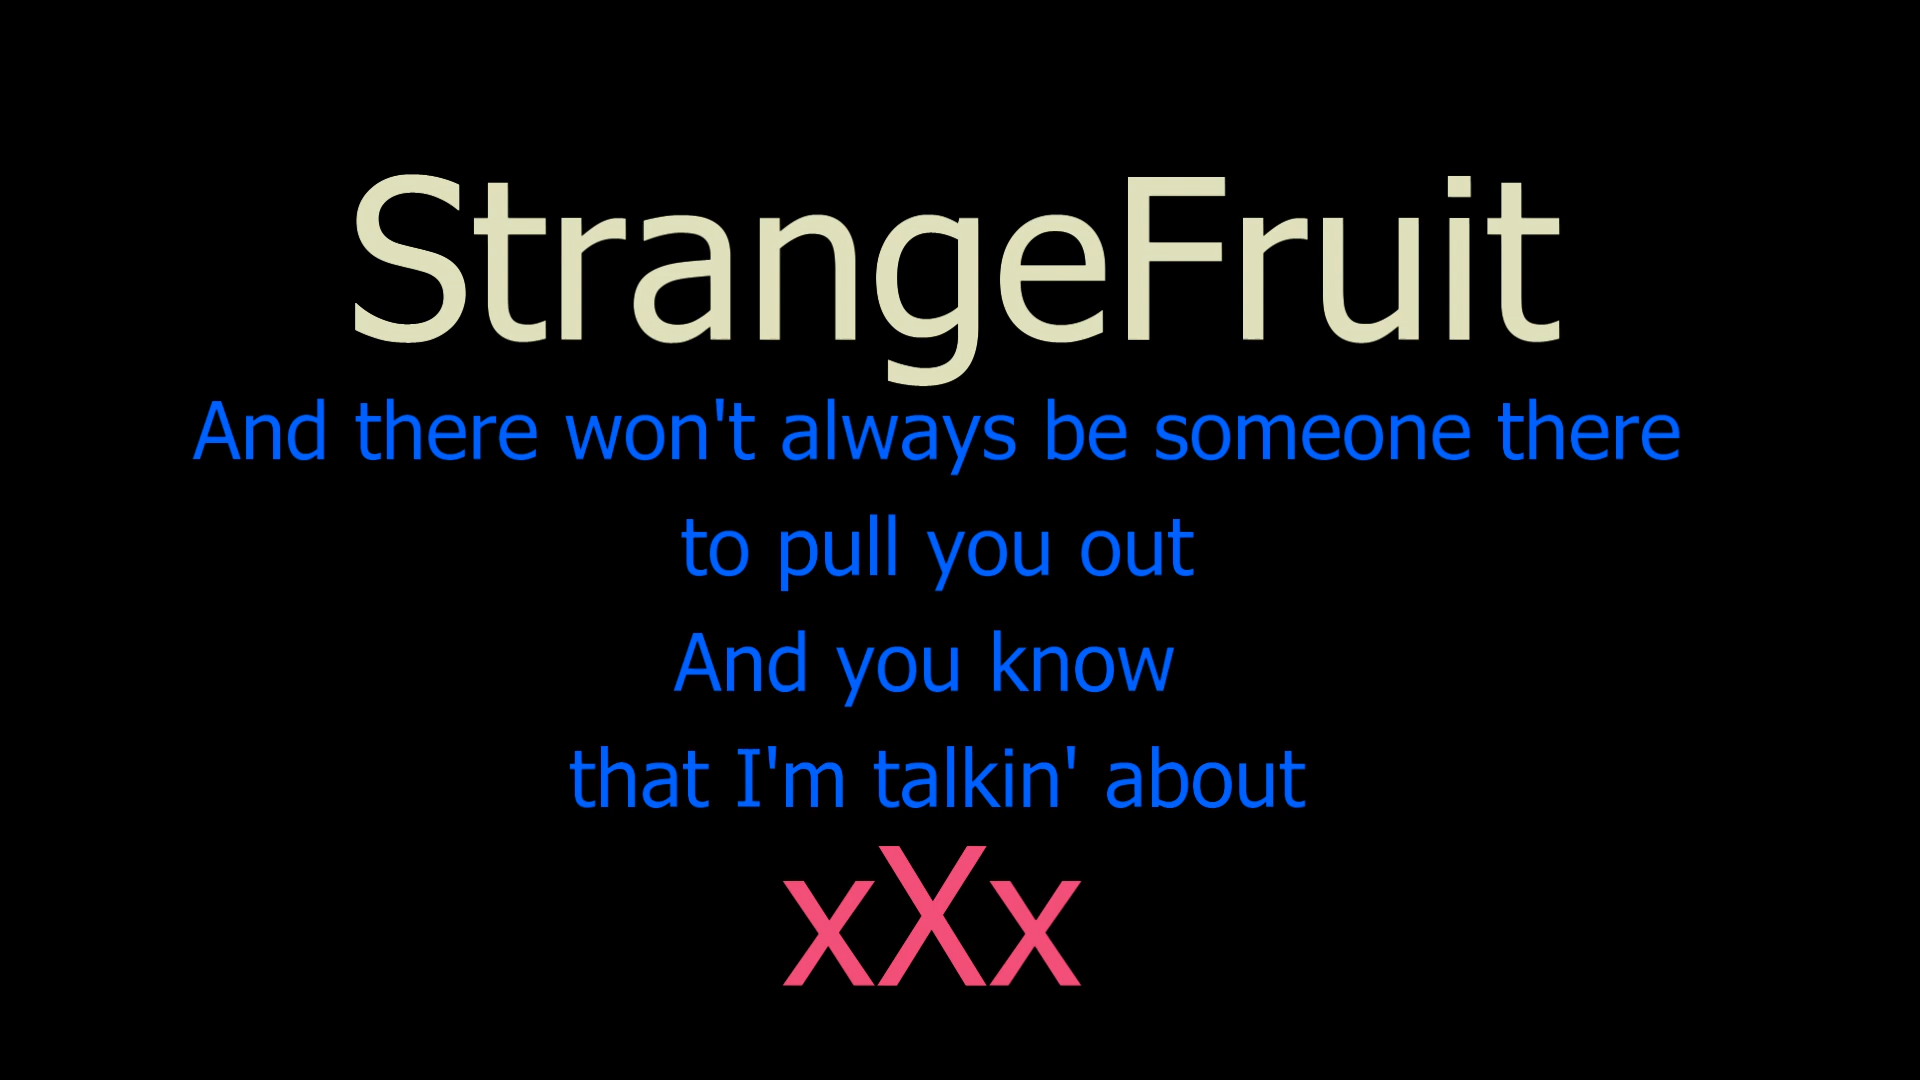 StrangeFruit
And there won't always be someone there
to pull you out
And you know
that I'm talkin' about
xXx